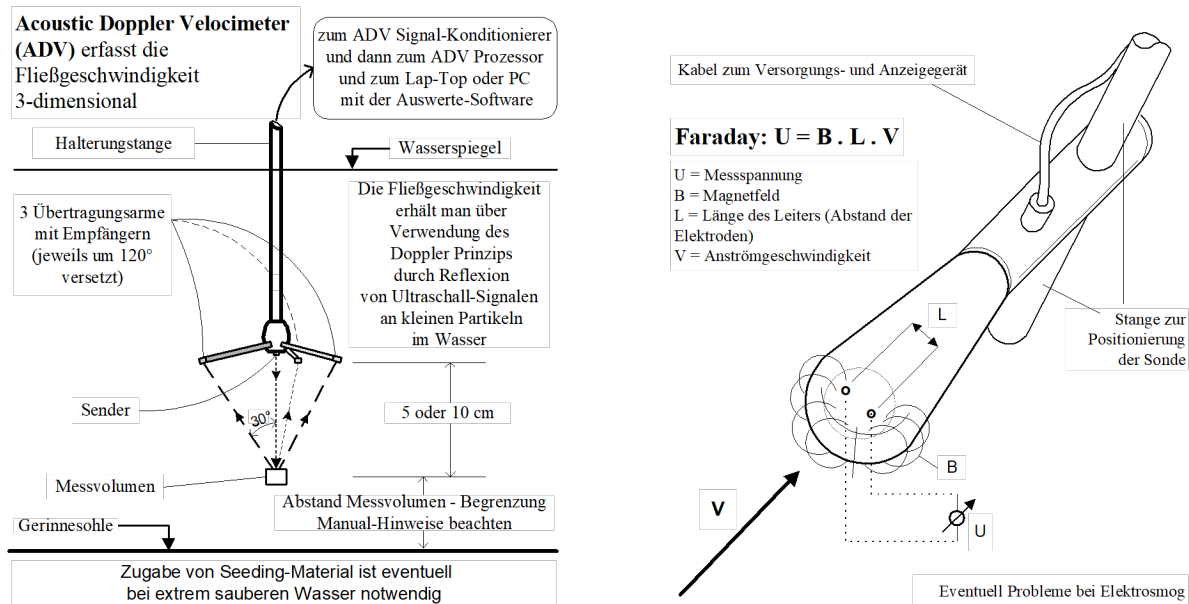 Acoustic Doppler Velocimeter
(ADV) erfasst die
Fließgeschwindigkeit
3-dimensional
zum ADV Signal-Konditionierer
und dann zum ADV Prozessor
und zum Lap-Top oder PC
mit der Auswerte-Software
Halterungstange
Wasserspiegel
3 Übertragungsarme
mit Empfängern
(jeweils um 120°
versetzt)
Die Fließgeschwindigkeit
erhält man über
Verwendung des
Doppler Prinzips
durch Reflexion
von Ultraschall-Signalen
an kleinen Partikeln
im Wasser
Sender
30°
5 oder 10 cm
Messvolumen
Abstand Messvolumen - Begrenzung
Manual-Hinweise beachten
Gerinnesohle
Zugabe von Seeding-Material ist eventuell
bei extrem sauberen Wasser notwendig
Kabel zum Versorgungs- und Anzeigegerät
Faraday: U = B . L . V
U = Messspannung
B = Magnetfeld
L = Länge des Leiters (Abstand der
Elektroden)
V = Anströmgeschwindigkeit
L
Stange zur
Positionierung
der Sonde
B
V
U
Eventuell Probleme bei Elektrosmog